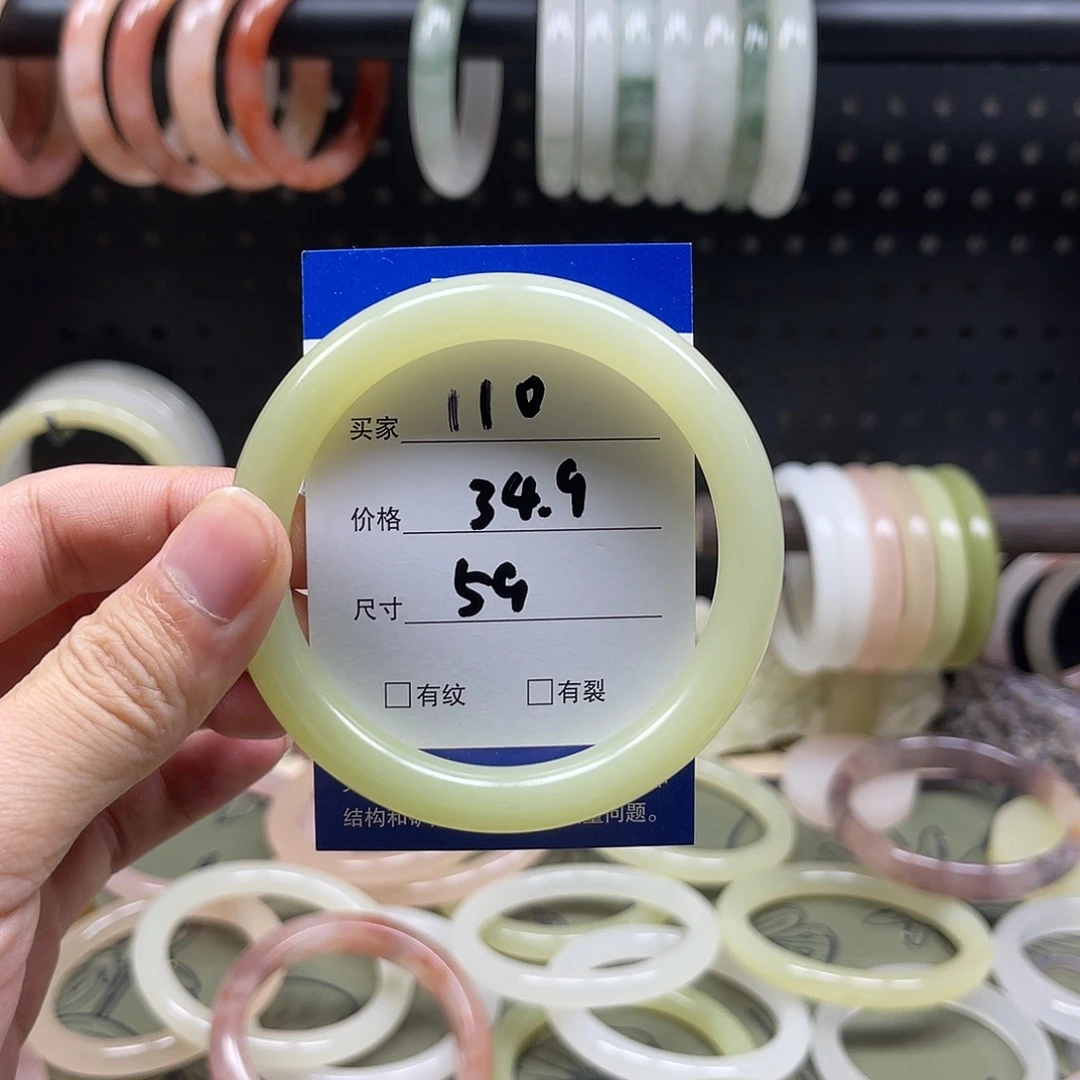 买家 110
价格 34.9
尺寸 59
□有纹 □有裂
结构和 问题。